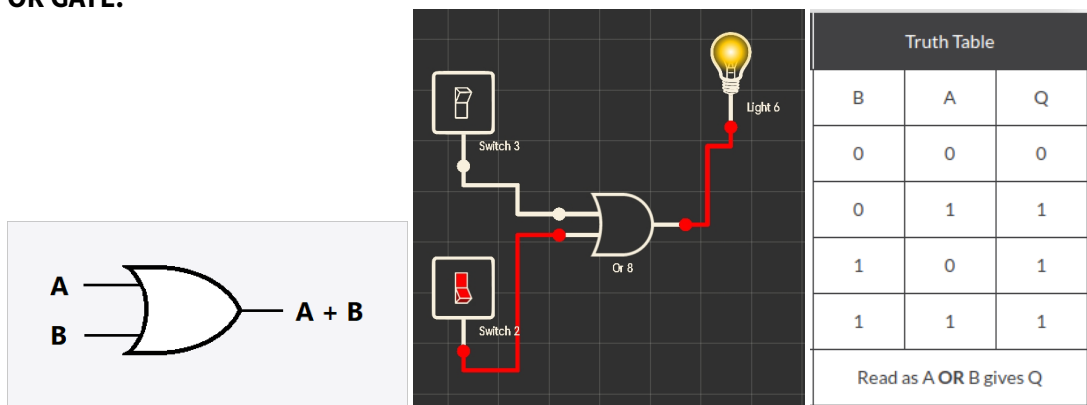 OR GATE:
A
B
A + B
Switch 3
Light 6
Or 8
Switch 2
Truth Table
B A Q
0 0 0
0 1 1
1 0 1
1 1 1
Read as A OR B gives Q